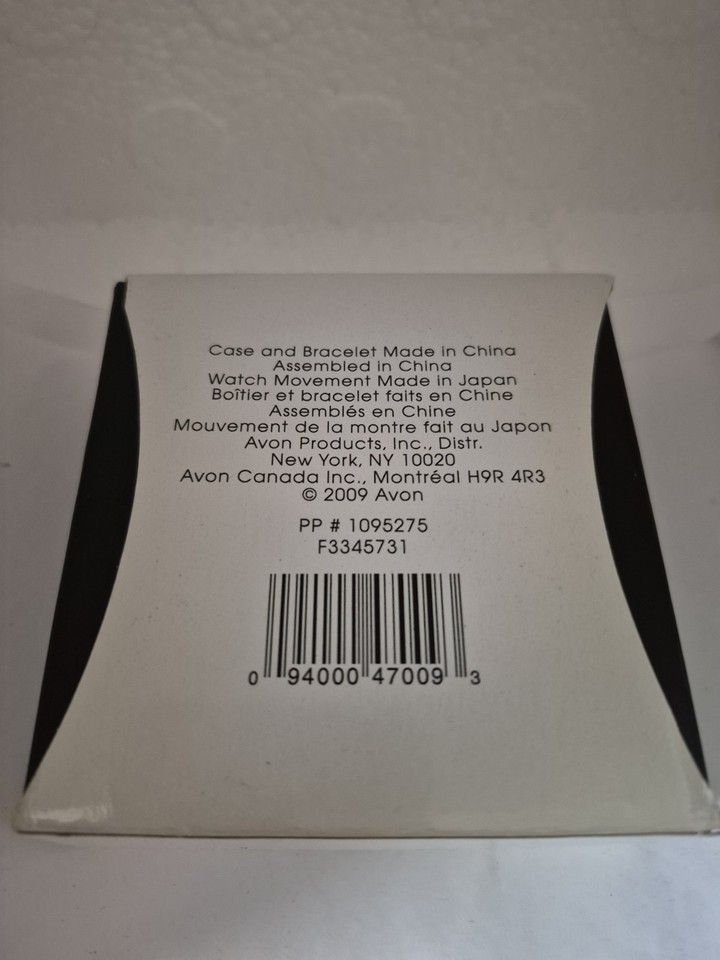 Case and Bracelet Made in China
Assembled in China
Watch Movement Made in Japan
Boîtier et bracelet faits en Chine
Assemblés en Chine
Mouvement de la montre fait au Japon
Avon Products, Inc., Distr.
New York, NY 10020
Avon Canada Inc., Montréal H9R 4R3
© 2009 Avon
PP # 1095275
F3345731
0 94000 47009 3